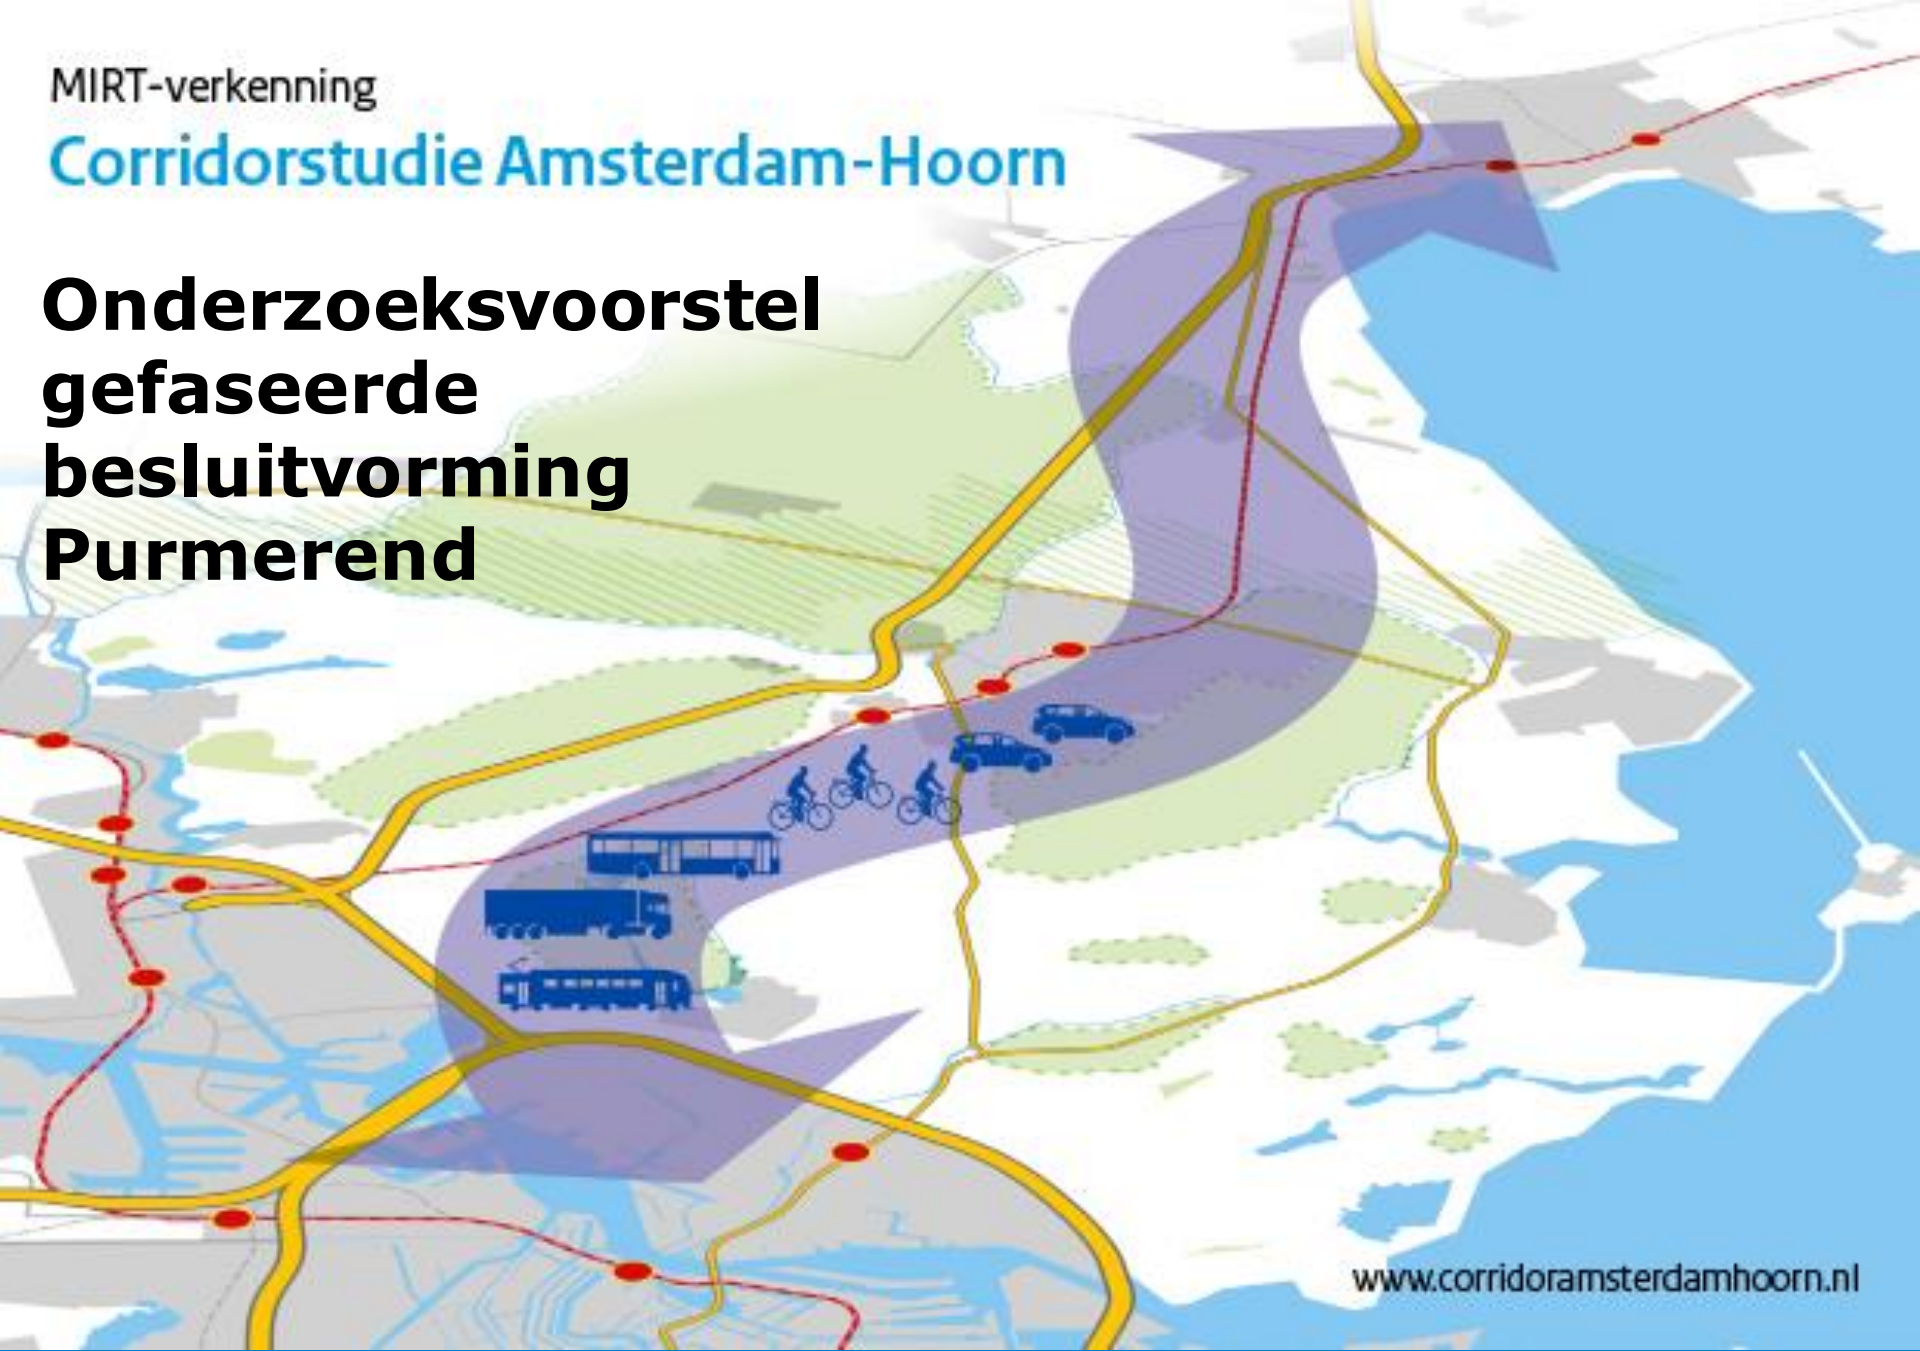 MIRT-verkenning
Corridorstudie Amsterdam-Hoorn
Onderzoeksvoorstel
gefaseerde
besluitvorming
Purmerend
www.corridoramsterdamhoorn.nl